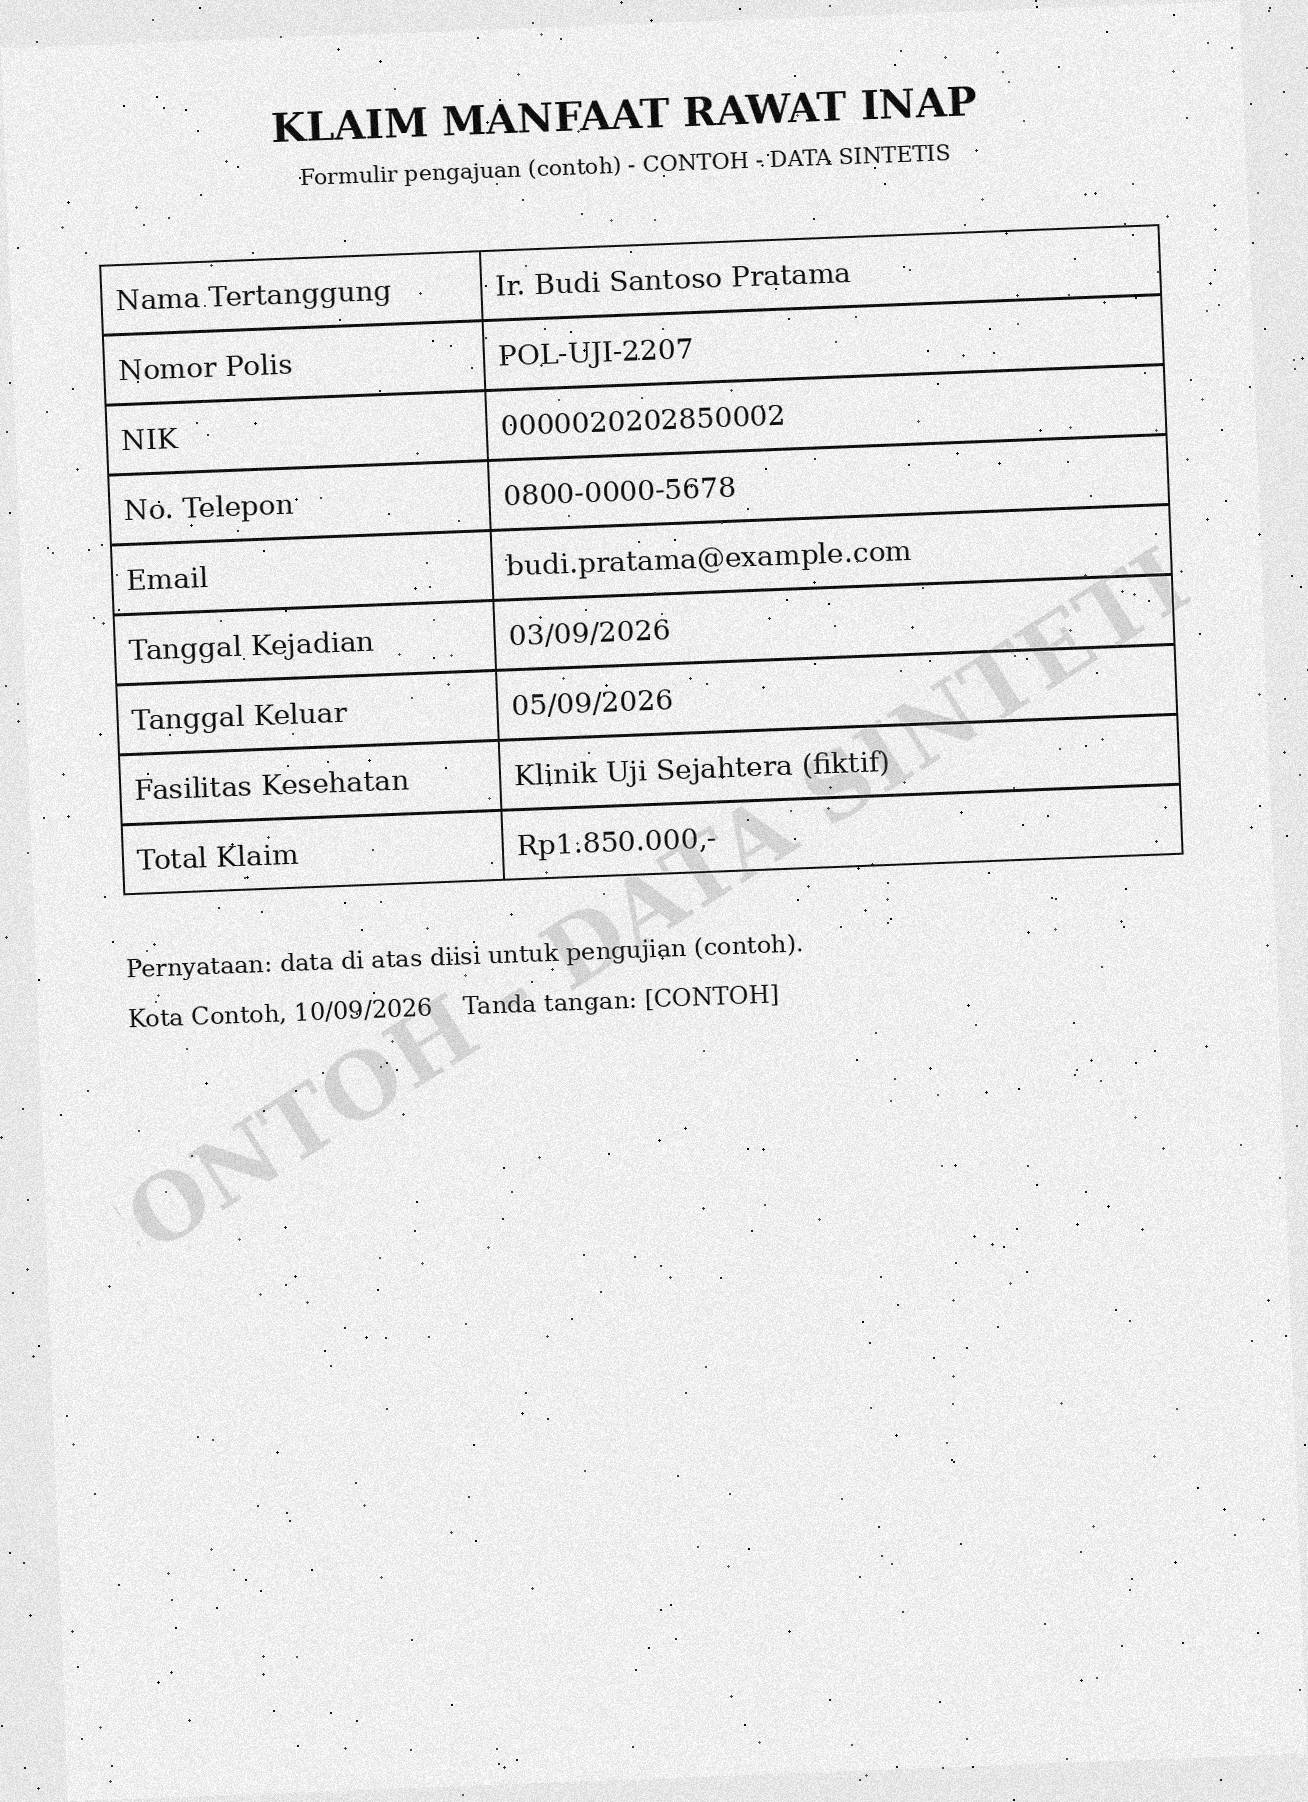 KLAIM MANFAAT RAWAT INAP
Formulir pengajuan (contoh) - CONTOH - DATA SINTETIS
Nama Tertanggung Ir. Budi Santoso Pratama
Nomor Polis POL-UJI-2207
NIK 0000020202850002
No. Telepon 0800-0000-5678
Email budi.pratama@example.com
Tanggal Kejadian 03/09/2026
Tanggal Keluar 05/09/2026
Fasilitas Kesehatan Klinik Uji Sejahtera (fiktif)
Total Klaim Rp1.850.000,-
Pernyataan: data di atas diisi untuk pengujian (contoh).
Kota Contoh, 10/09/2026 Tanda tangan: [CONTOH]
ONTOH - DATA SINTETI